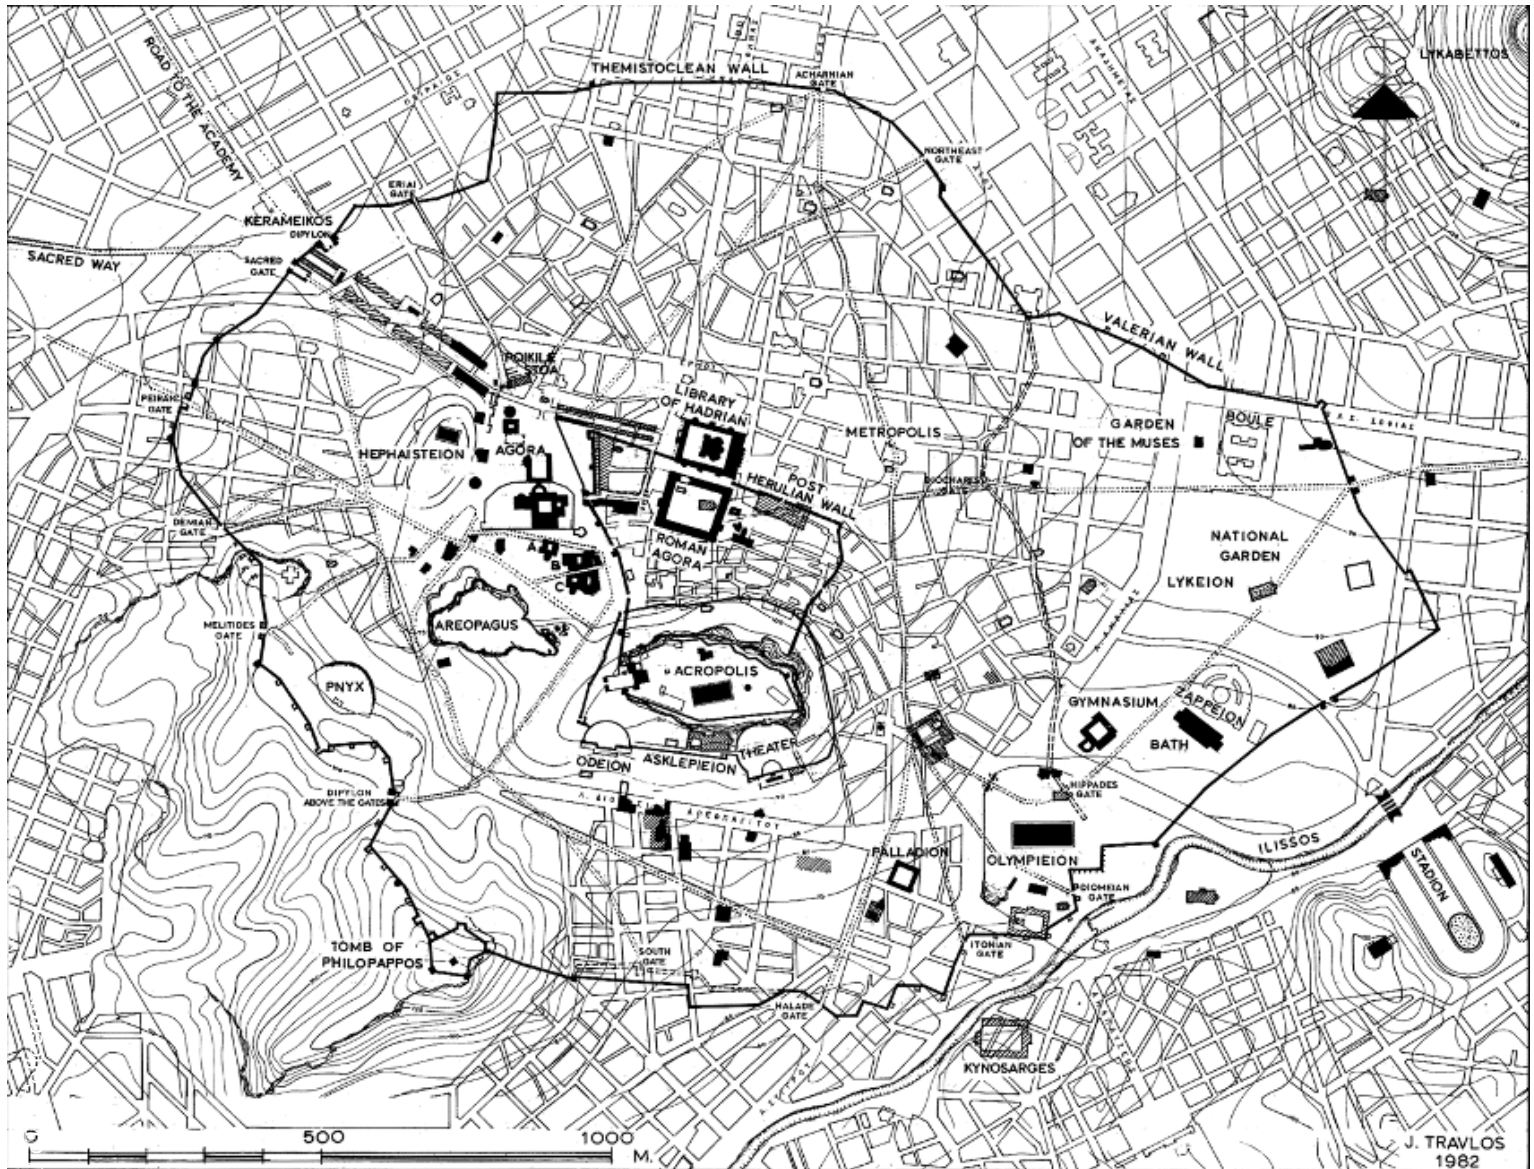 LYKABETTOS
ROAD TO THE ACADEMY
THEMISTOCLEAN WALL
ACHARNIAN
GATE
NORTHEAST
GATE
ERIAI
GATE
KERAMEIKOS
DIPYLON
SACRED WAY
SACRED
GATE
VALERIAN WALL
POIKILE
STOA
PEIRAIC
GATE
LIBRARY
OF HADRIAN
METROPOLIS
GARDEN
OF THE MUSES
BOULE
HEPHAISTEION
AGORA
POST
HERULIAN WALL
DIOCHARES
GATE
DEMIAN
GATE
ROMAN
AGORA
NATIONAL
GARDEN
LYKEION
A
B
C
MELITIDES
GATE
AREOPAGUS
ACROPOLIS
PNYX
GYMNASIUM
ZAPPEION
BATH
ODEION
ASKLEPIEION
THEATER
DIPYLON
ABOVE THE GATES
HIPPADES
GATE
PALLADION
OLYMPIEION
ILISSOS
STADION
DIOMEIAN
GATE
TOMB OF
PHILOPAPPOS
SOUTH
GATE
ITONIAN
GATE
HALADE
GATE
KYNOSARGES
0 500 1000
M.
J. TRAVLOS
1982